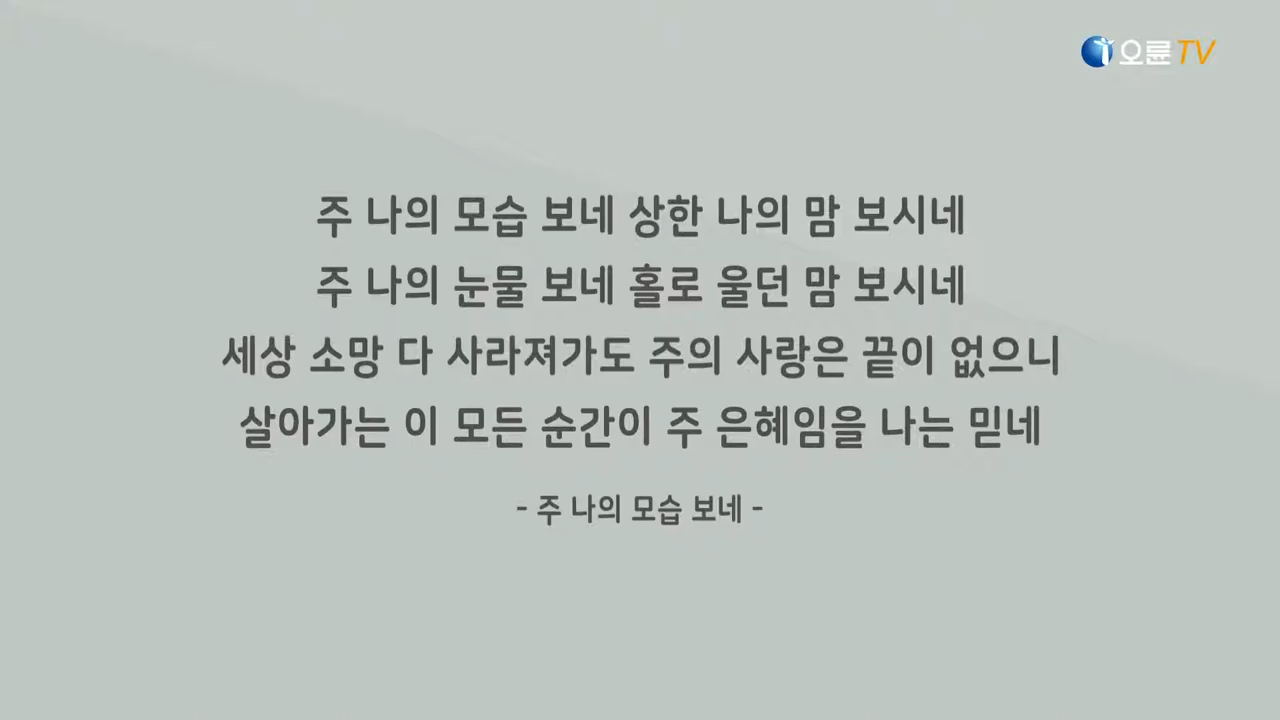 오륜 TV
주 나의 모습 보네 상한 나의 맘 보시네
주 나의 눈물 보네 홀로 울던 맘 보시네
세상 소망 다 사라져가도 주의 사랑은 끝이 없으니
살아가는 이 모든 순간이 주 은혜임을 나는 믿네
- 주 나의 모습 보네 -